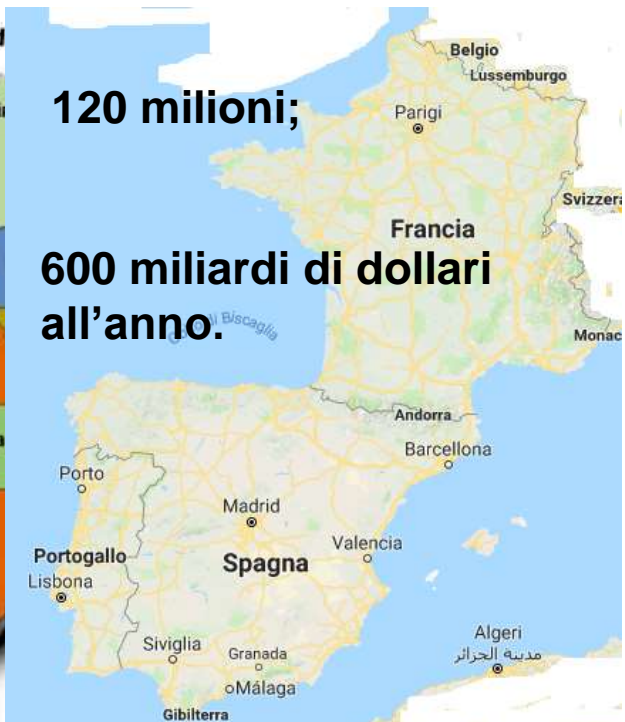 Belgio
Lussemburgo
120 milioni;
Parigi
Svizzera
Francia
600 miliardi di dollari
all’anno.
Biscaglia
Andorra
Barcellona
Porto
Madrid
Valencia
Portogallo
Spagna
Lisbona
Siviglia
Granada
Algeri
مدينة الجزائر
Málaga
Gibilterra